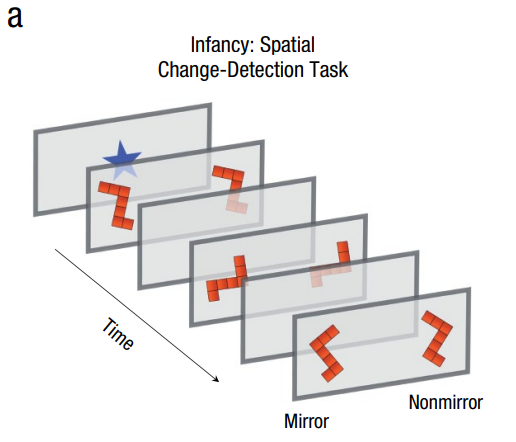 a
Infancy: Spatial
Change-Detection Task
Time
Mirror
Nonmirror